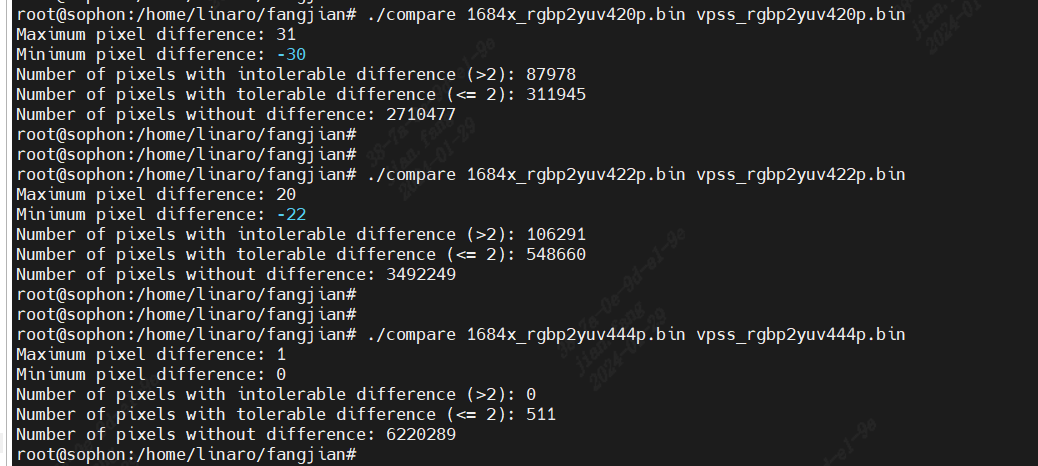 root@sophon:/home/linaro/fangjian# ./compare 1684x_rgbp2yuv420p.bin vpss_rgbp2yuv420p.bin
Maximum pixel difference: 31
Minimum pixel difference: -30
Number of pixels with intolerable difference (>2): 87978
Number of pixels with tolerable difference (<= 2): 311945
Number of pixels without difference: 2710477
root@sophon:/home/linaro/fangjian#
root@sophon:/home/linaro/fangjian#
root@sophon:/home/linaro/fangjian# ./compare 1684x_rgbp2yuv422p.bin vpss_rgbp2yuv422p.bin
Maximum pixel difference: 20
Minimum pixel difference: -22
Number of pixels with intolerable difference (>2): 106291
Number of pixels with tolerable difference (<= 2): 548660
Number of pixels without difference: 3492249
root@sophon:/home/linaro/fangjian#
root@sophon:/home/linaro/fangjian#
root@sophon:/home/linaro/fangjian# ./compare 1684x_rgbp2yuv444p.bin vpss_rgbp2yuv444p.bin
Maximum pixel difference: 1
Minimum pixel difference: 0
Number of pixels with intolerable difference (>2): 0
Number of pixels with tolerable difference (<= 2): 511
Number of pixels without difference: 6220289
root@sophon:/home/linaro/fangjian#